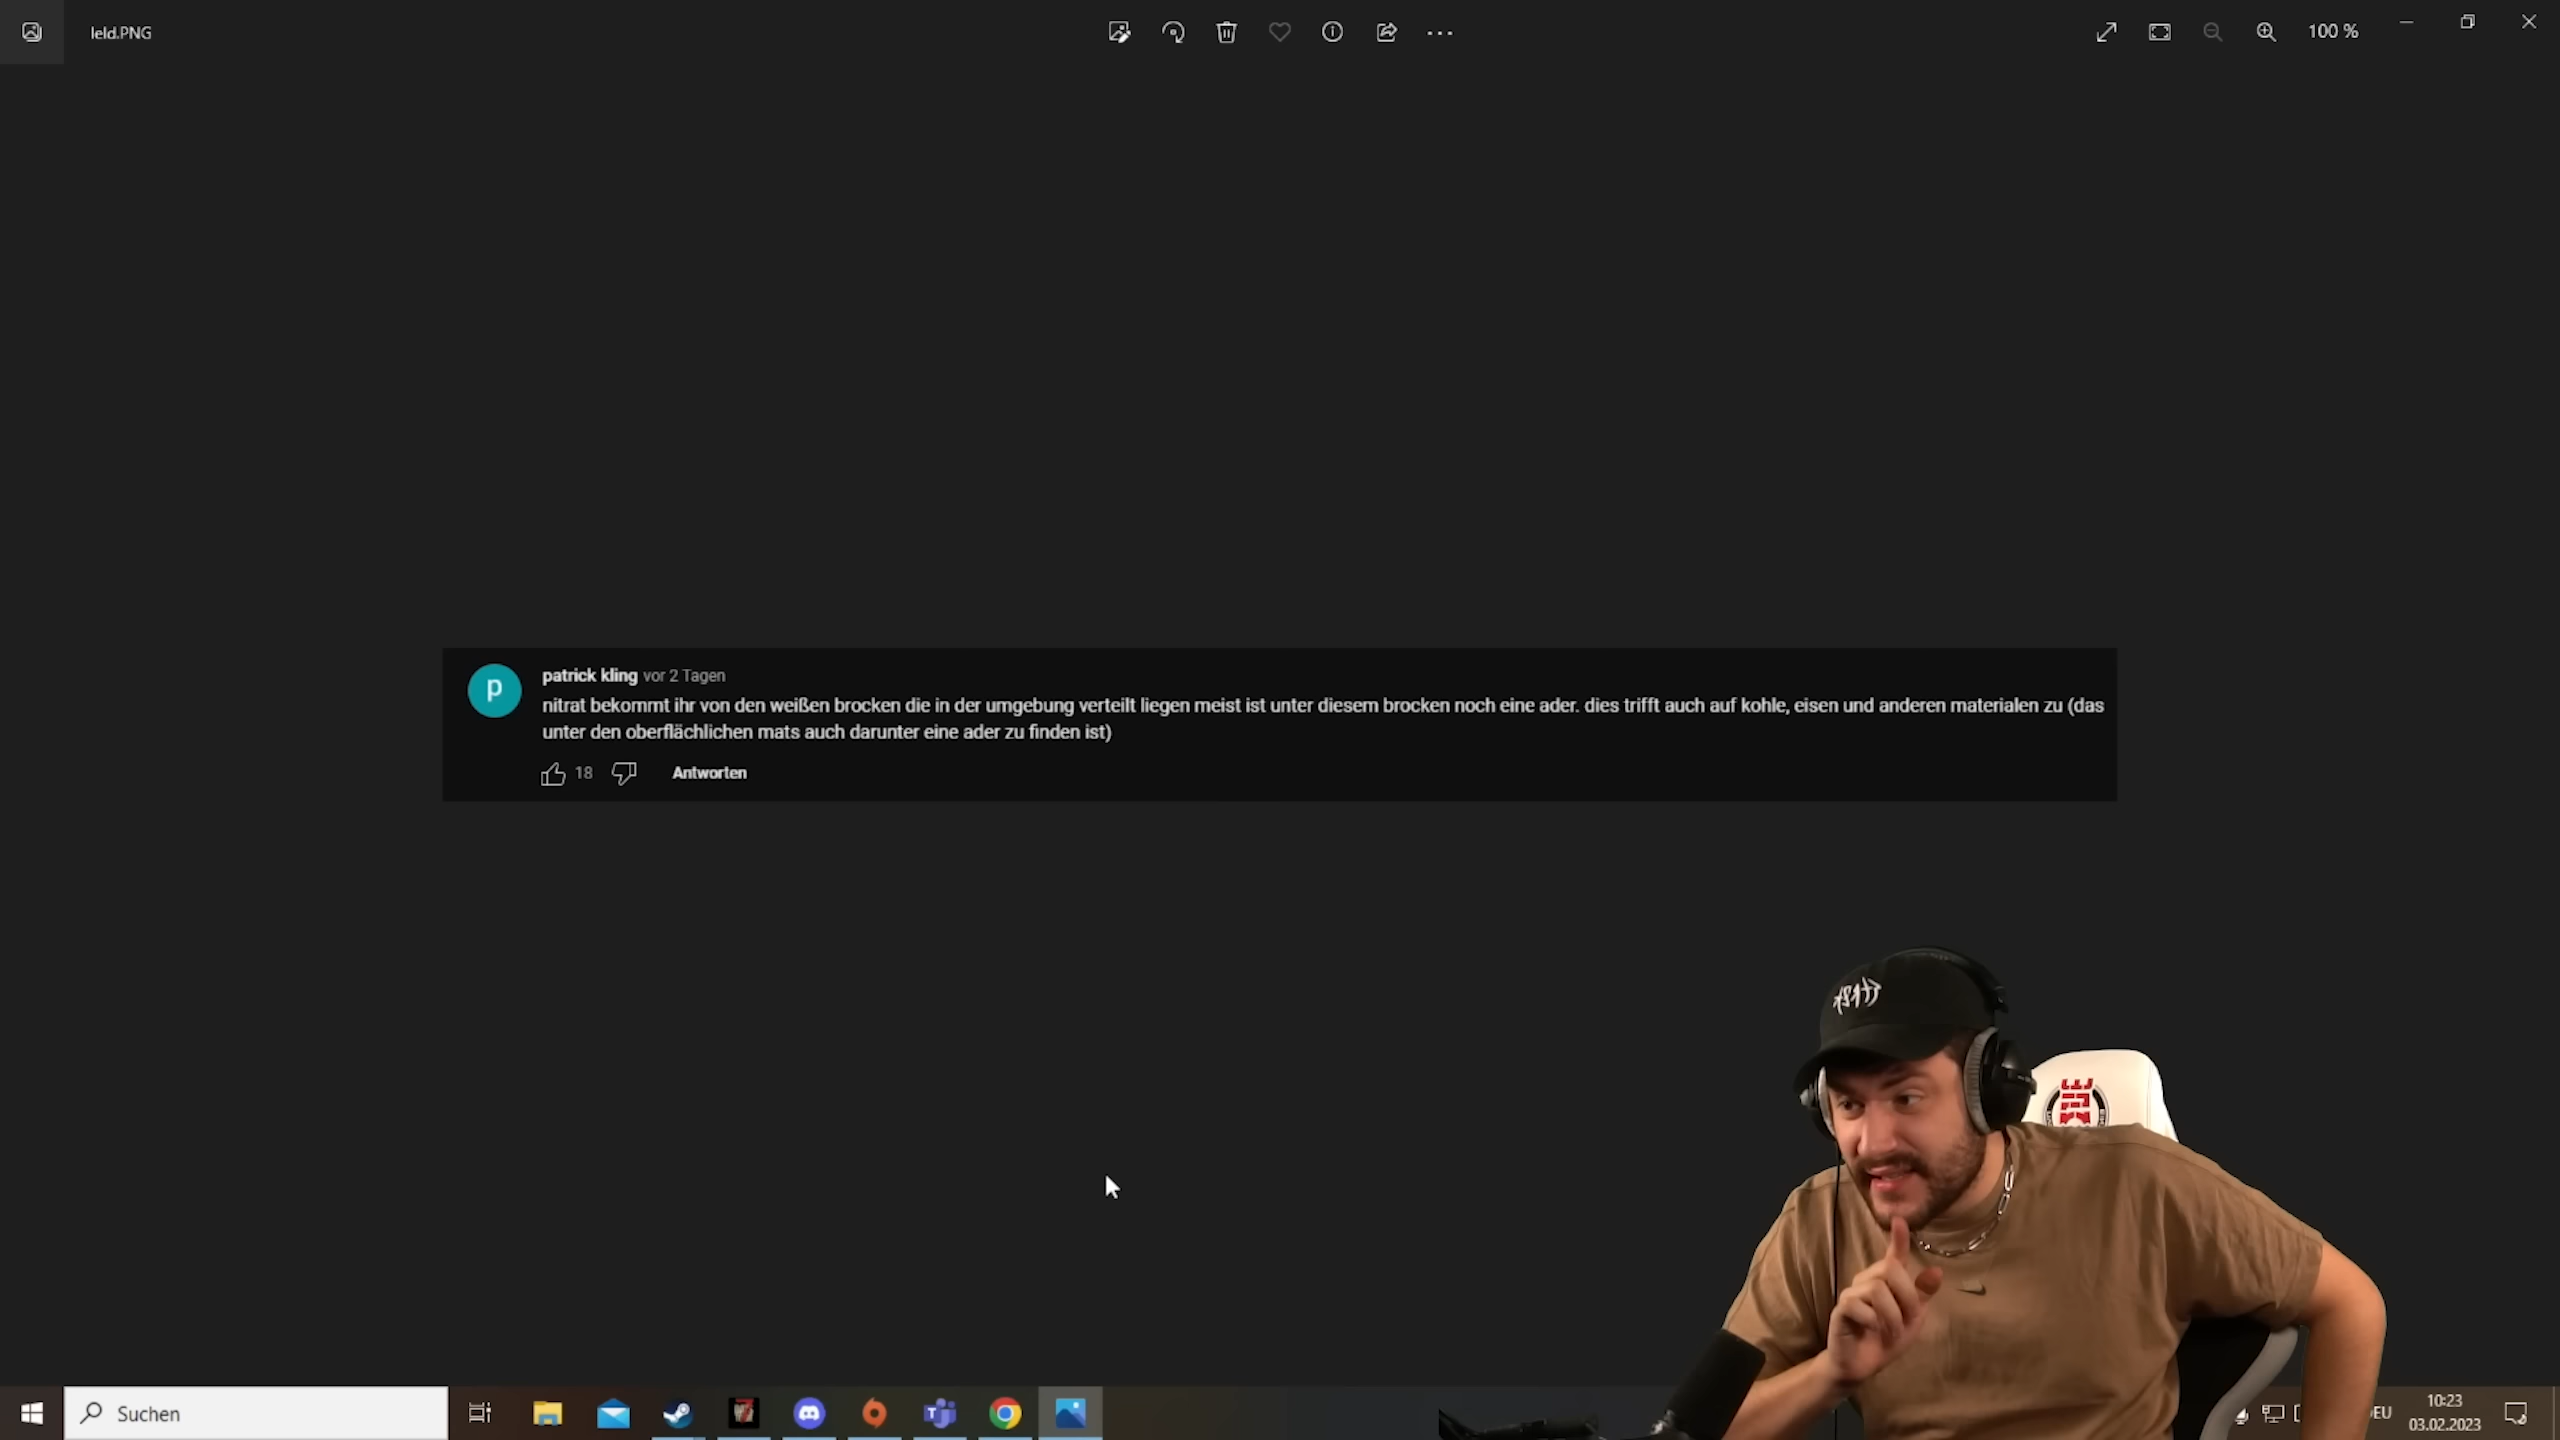 leld.PNG
100 %
patrick kling vor 2 Tagen
nitrat bekommt ihr von den weißen brocken die in der umgebung verteilt liegen meist ist unter diesem brocken noch eine ader. dies trifft auch auf kohle, eisen und anderen materialen zu (das
unter den oberflächlichen mats auch darunter eine ader zu finden ist)
18
Antworten
P
Suchen
DEU
10:23
03.02.2023